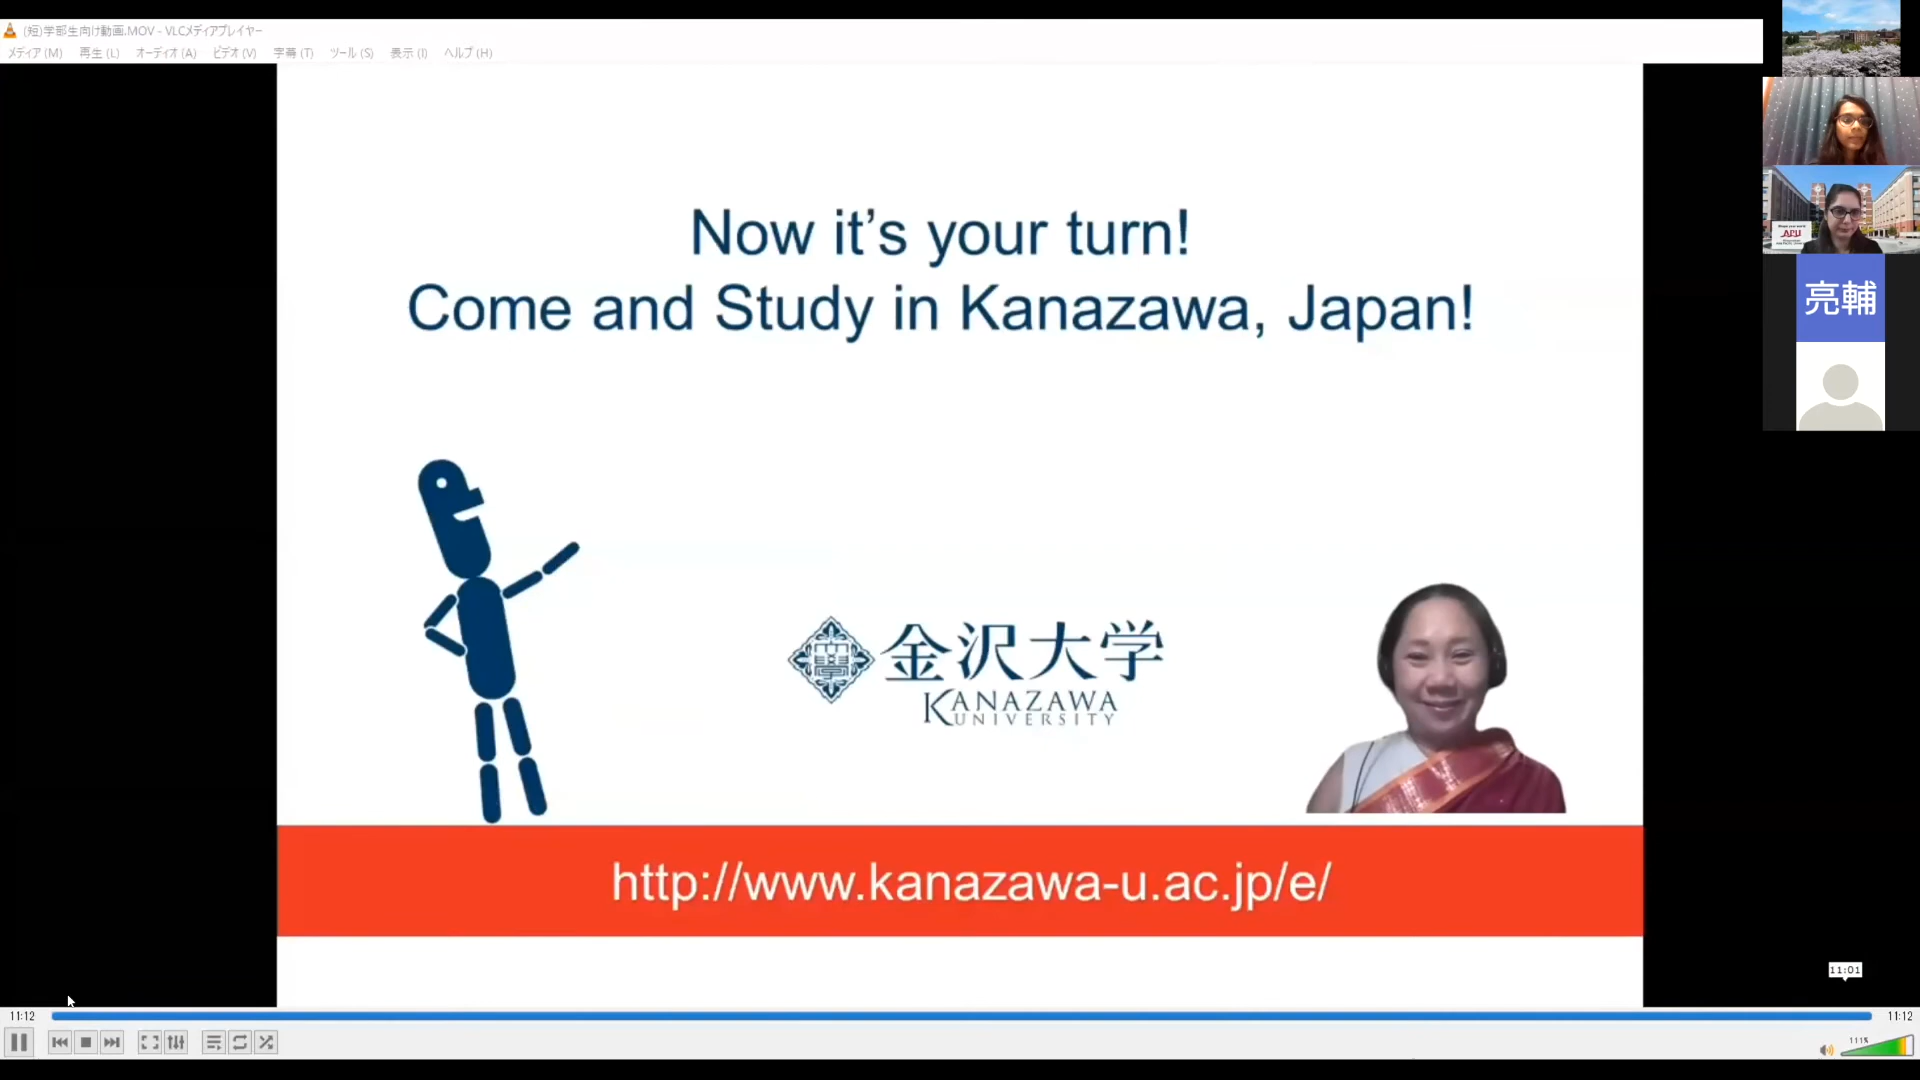 (短)学部生向け動画.MOV - VLCメディアプレイヤー
メディア (M) 再生 (L) オーディオ (A) ビデオ (V) 字幕 (T) ツール (S) 表示 (I) ヘルプ (H)
Now it’s your turn!
Come and Study in Kanazawa, Japan!
金沢大学
KANAZAWA
UNIVERSITY
http://www.kanazawa-u.ac.jp/e/
APU
亮輔
11:01
11:12
11:12
111%